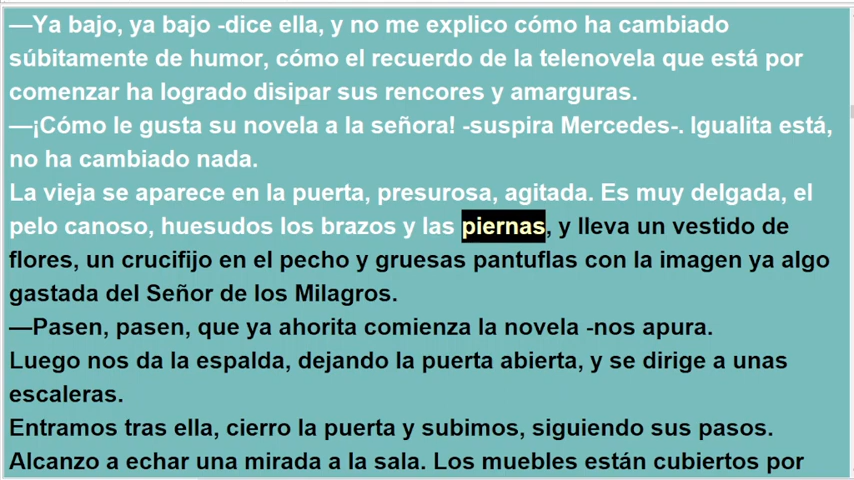 —Ya bajo, ya bajo -dice ella, y no me explico cómo ha cambiado
súbitamente de humor, cómo el recuerdo de la telenovela que está por
comenzar ha logrado disipar sus rencores y amarguras.
—¡Cómo le gusta su novela a la señora! -suspira Mercedes-. Igualita está,
no ha cambiado nada.
La vieja se aparece en la puerta, presurosa, agitada. Es muy delgada, el
pelo canoso, huesudos los brazos y las piernas, y lleva un vestido de
flores, un crucifijo en el pecho y gruesas pantuflas con la imagen ya algo
gastada del Señor de los Milagros.
—Pasen, pasen, que ya ahorita comienza la novela -nos apura.
Luego nos da la espalda, dejando la puerta abierta, y se dirige a unas
escaleras.
Entramos tras ella, cierro la puerta y subimos, siguiendo sus pasos.
Alcanzo a echar una mirada a la sala. Los muebles están cubiertos por